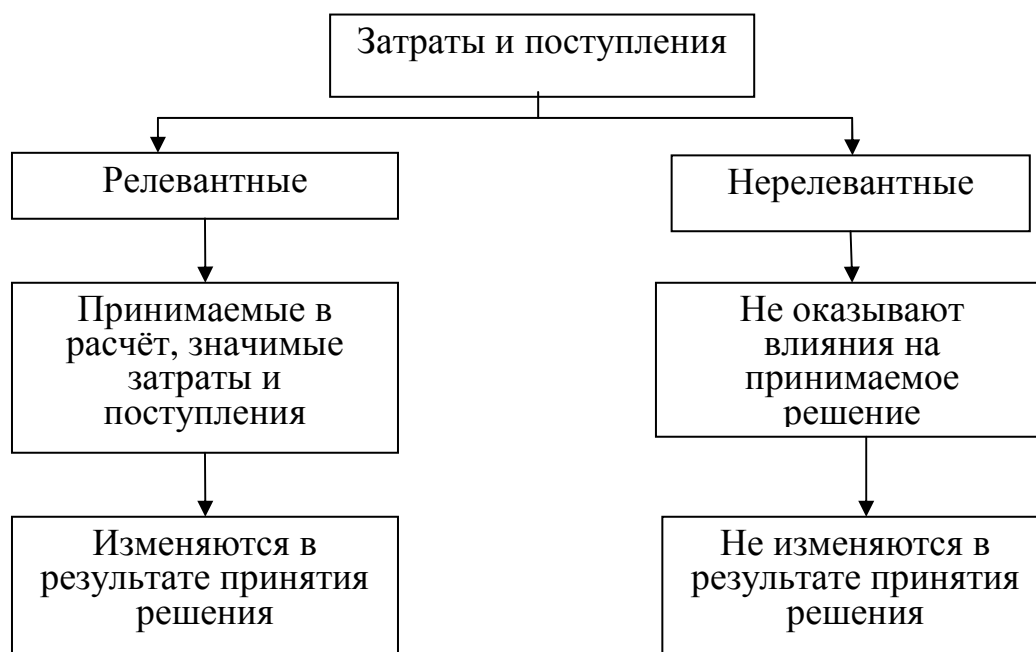 Затраты и поступления
Релевантные
Нерелевантные
Принимаемые в
расчёт, значимые
затраты и
поступления
Не оказывают
влияния на
принимаемое
решение
Изменяются в
результате принятия
решения
Не изменяются в
результате принятия
решения